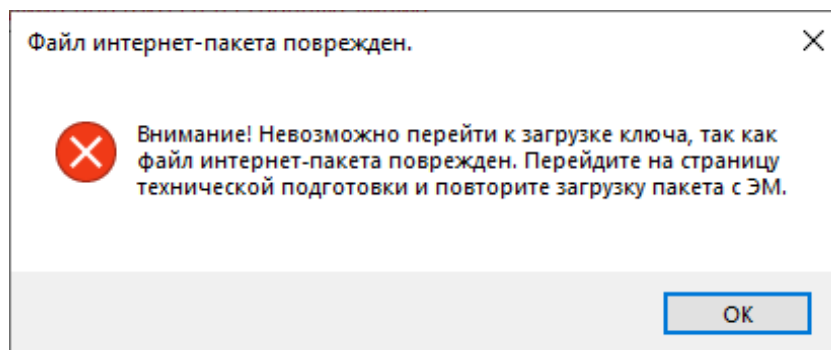 Файл интернет-пакета поврежден.
Внимание! Невозможно перейти к загрузке ключа, так как
файл интернет-пакета поврежден. Перейдите на страницу
технической подготовки и повторите загрузку пакета с ЭМ.
ОК